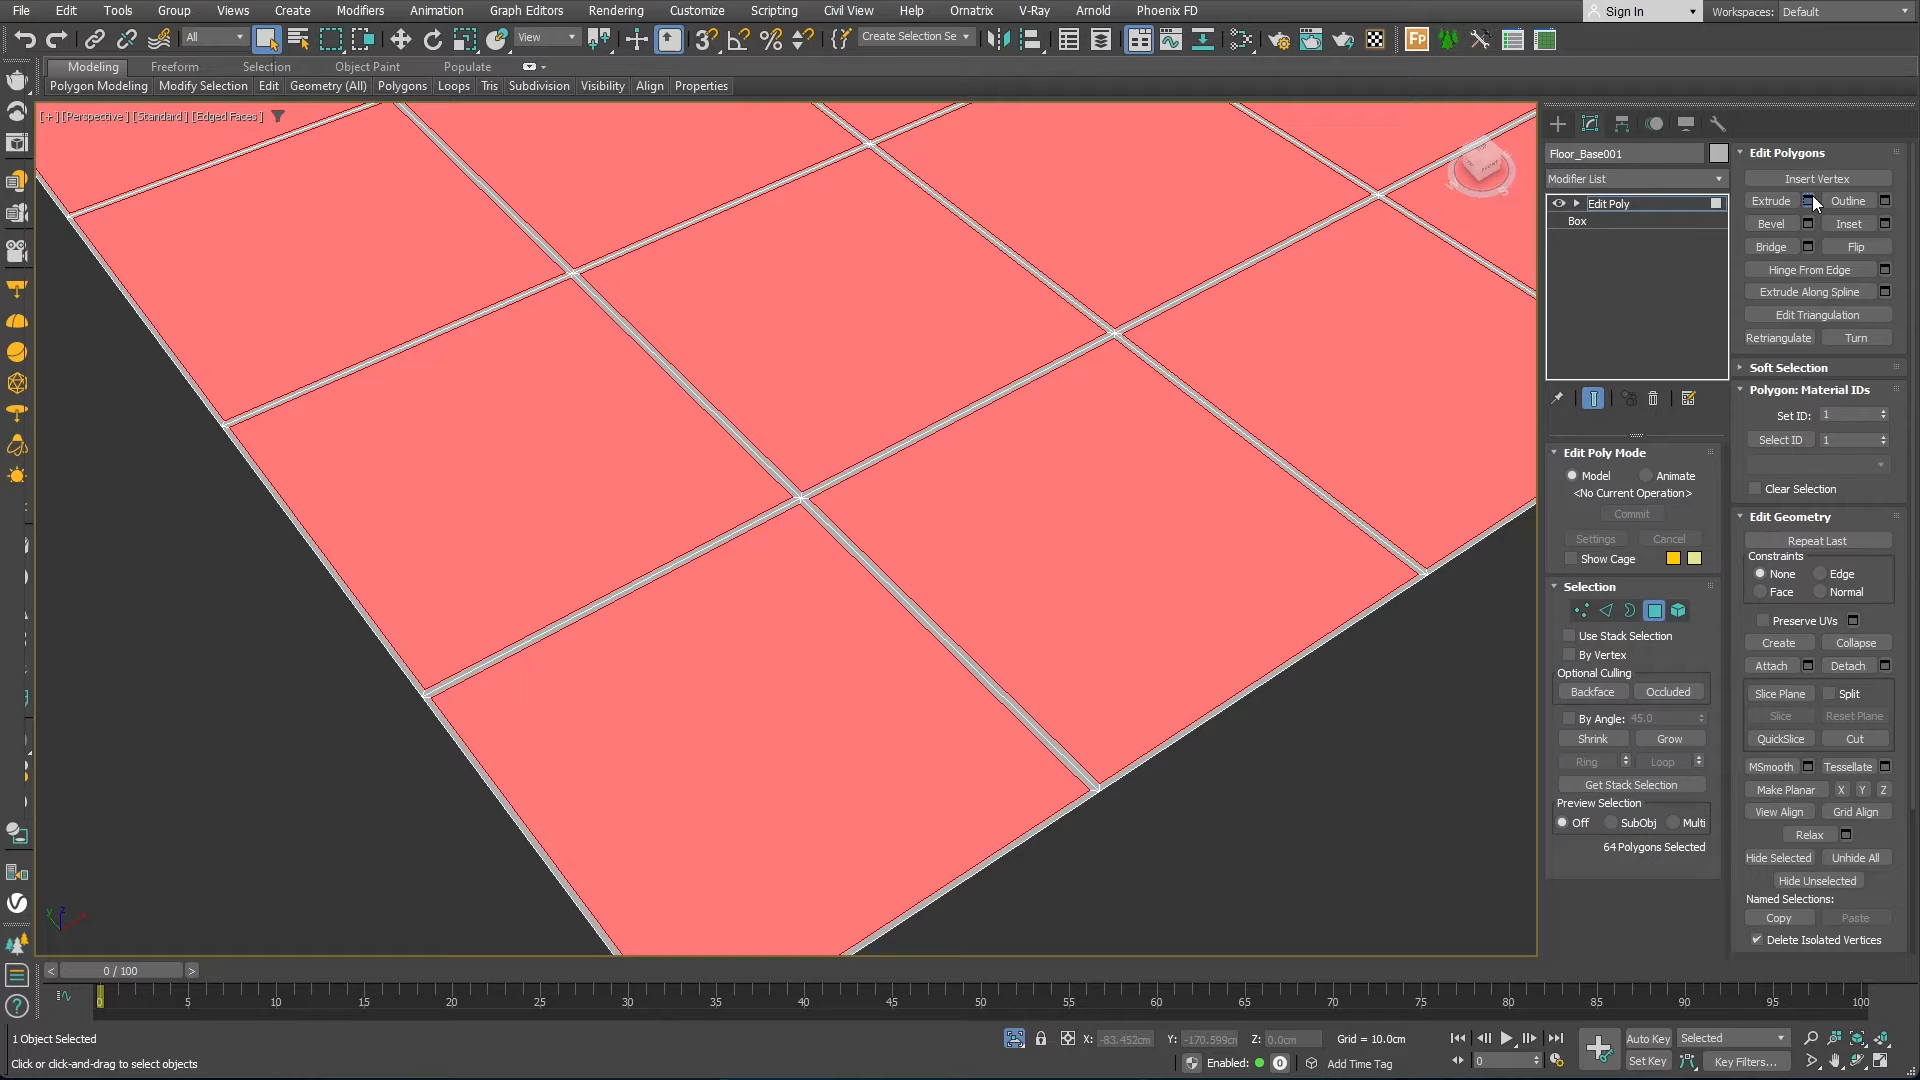 File Edit Tools Group Views Create Modifiers Animation Graph Editors Rendering Customize Scripting Civil View Help Ornatrix V-Ray Arnold Phoenix FD Sign In Workspaces: Default
All View Create Selection Se
Modeling Freeform Selection Object Paint Populate
Polygon Modeling Modify Selection Edit Geometry (All) Polygons Loops Tris Subdivision Visibility Align Properties
[+] [Perspective] [Standard] [Edged Faces]
Floor_Base001
Modifier List
Edit Poly
Box
Edit Poly Mode
Model Animate
<No Current Operation>
Commit
Settings Cancel
Show Cage
Selection
Use Stack Selection
By Vertex
Optional Culling
Backface Occluded
By Angle: 45.0
Shrink Grow
Ring Loop
Get Stack Selection
Preview Selection
Off SubObj Multi
64 Polygons Selected
Edit Polygons
Insert Vertex
Extrude Outline
Bevel Inset
Bridge Flip
Hinge From Edge
Extrude Along Spline
Edit Triangulation
Retriangulate Turn
Soft Selection
Polygon: Material IDs
Set ID: 1
Select ID 1
Clear Selection
Edit Geometry
Repeat Last
Constraints
None Edge
Face Normal
Preserve UVs
Create Collapse
Attach Detach
Slice Plane Split
Slice Reset Plane
QuickSlice Cut
MSmooth Tessellate
Make Planar X Y Z
View Align Grid Align
Relax
Hide Selected Unhide All
Hide Unselected
Named Selections:
Copy Paste
Delete Isolated Vertices
< 0 / 100 >
0 5 10 15 20 25 30 35 40 45 50 55 60 65 70 75 80 85 90 95 100
1 Object Selected X: -83.452cm Y: -170.599cm Z: 0.0cm Grid = 10.0cm Auto Key Selected
Click or click-and-drag to select objects Enabled: 0 Add Time Tag 0 Set Key Key Filters...